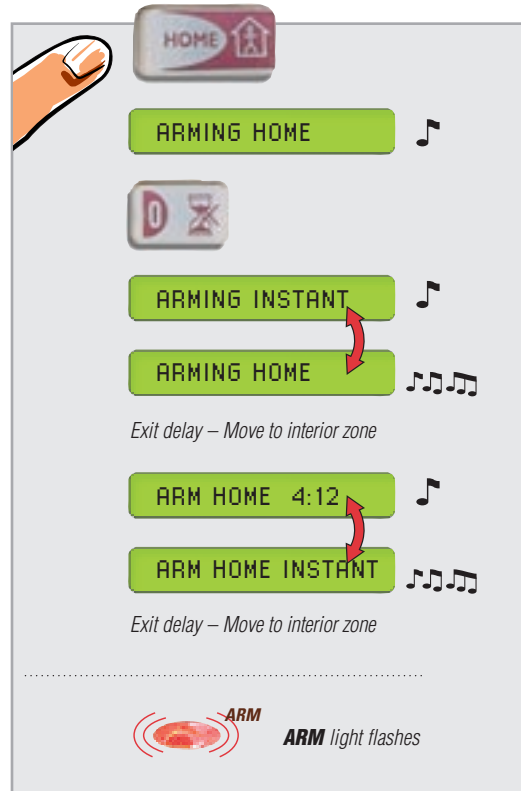 HOME
ARMING HOME
0
ARMING INSTANT
ARMING HOME
Exit delay – Move to interior zone
ARM HOME 4:12
ARM HOME INSTANT
Exit delay – Move to interior zone
ARM
ARM light flashes